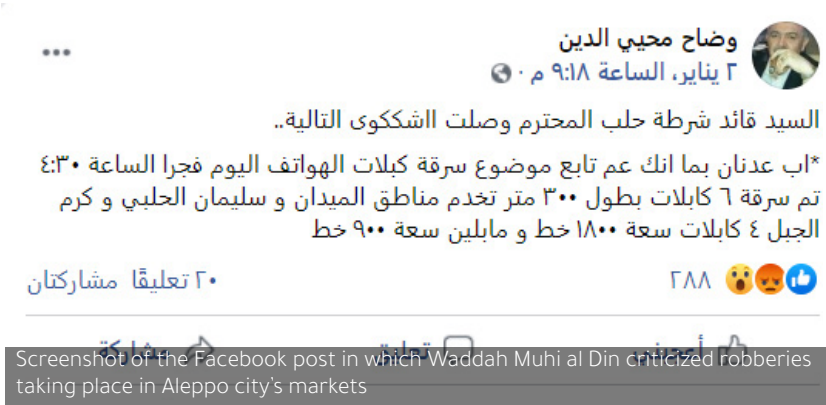 وضاح محيي الدين
٢ يناير، الساعة ٩:١٨ م ·
السيد قائد شرطة حلب المحترم وصلت ااشككوى التالية..
*اب عدنان بما انك عم تابع موضوع سرقة كبلات الهواتف اليوم فجرا الساعة ٤:٣٠
تم سرقة ٦ كابلات بطول ٣٠٠ متر تخدم مناطق الميدان و سليمان الحلبي و كرم
الجبل ٤ كابلات سعة ١٨٠٠ خط و مابلين سعة ٩٠٠ خط
٢٨٨ ٢٠ تعليقًا مشاركتان
أعجبني تعليق مشاركة
Screenshot of the Facebook post in which Waddah Muhi al Din criticized robberies
taking place in Aleppo city's markets